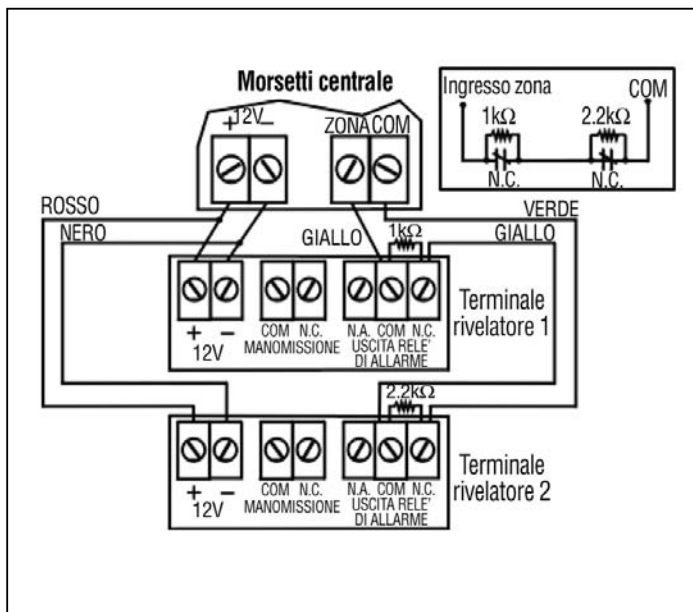 Morsetti centrale
+ 12V −
ZONA COM
Ingresso zona
COM
1kΩ
2.2kΩ
N.C.
N.C.
ROSSO
NERO
GIALLO
1kΩ
VERDE
GIALLO
+ −
12V
COM N.C.
MANOMISSIONE
N.A. COM N.C.
USCITA RELE'
DI ALLARME
Terminale
rivelatore 1
2.2kΩ
+ −
12V
COM N.C.
MANOMISSIONE
N.A. COM N.C.
USCITA RELE'
DI ALLARME
Terminale
rivelatore 2